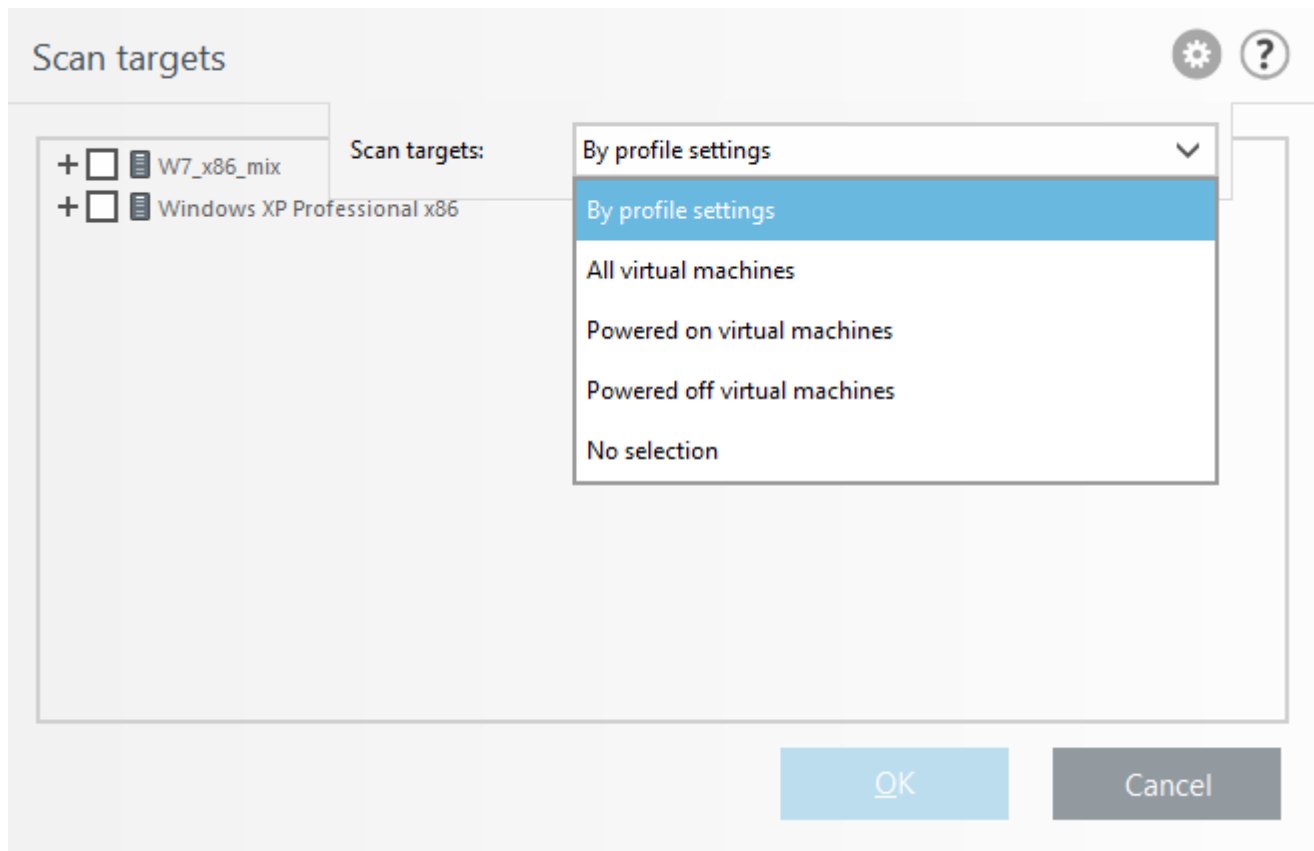 Scan targets
?
Scan targets:
By profile settings
W7_x86_mix
Windows XP Professional x86
By profile settings
All virtual machines
Powered on virtual machines
Powered off virtual machines
No selection
OK
Cancel